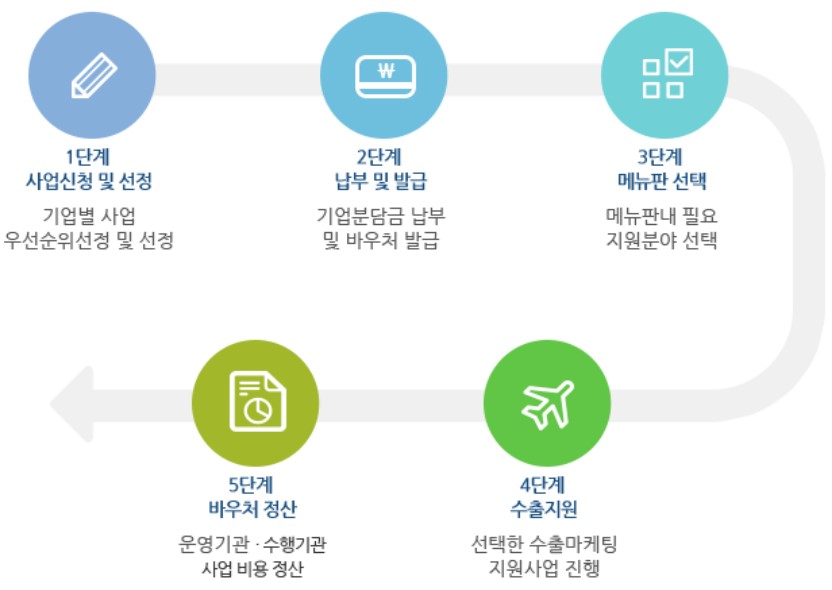 ₩
1단계
사업신청 및 선정
기업별 사업
우선순위선정 및 선정
2단계
납부 및 발급
기업분담금 납부
및 바우처 발급
3단계
메뉴판 선택
메뉴판내 필요
지원분야 선택
4단계
수출지원
선택한 수출마케팅
지원사업 진행
5단계
바우처 정산
운영기관 · 수행기관
사업 비용 정산